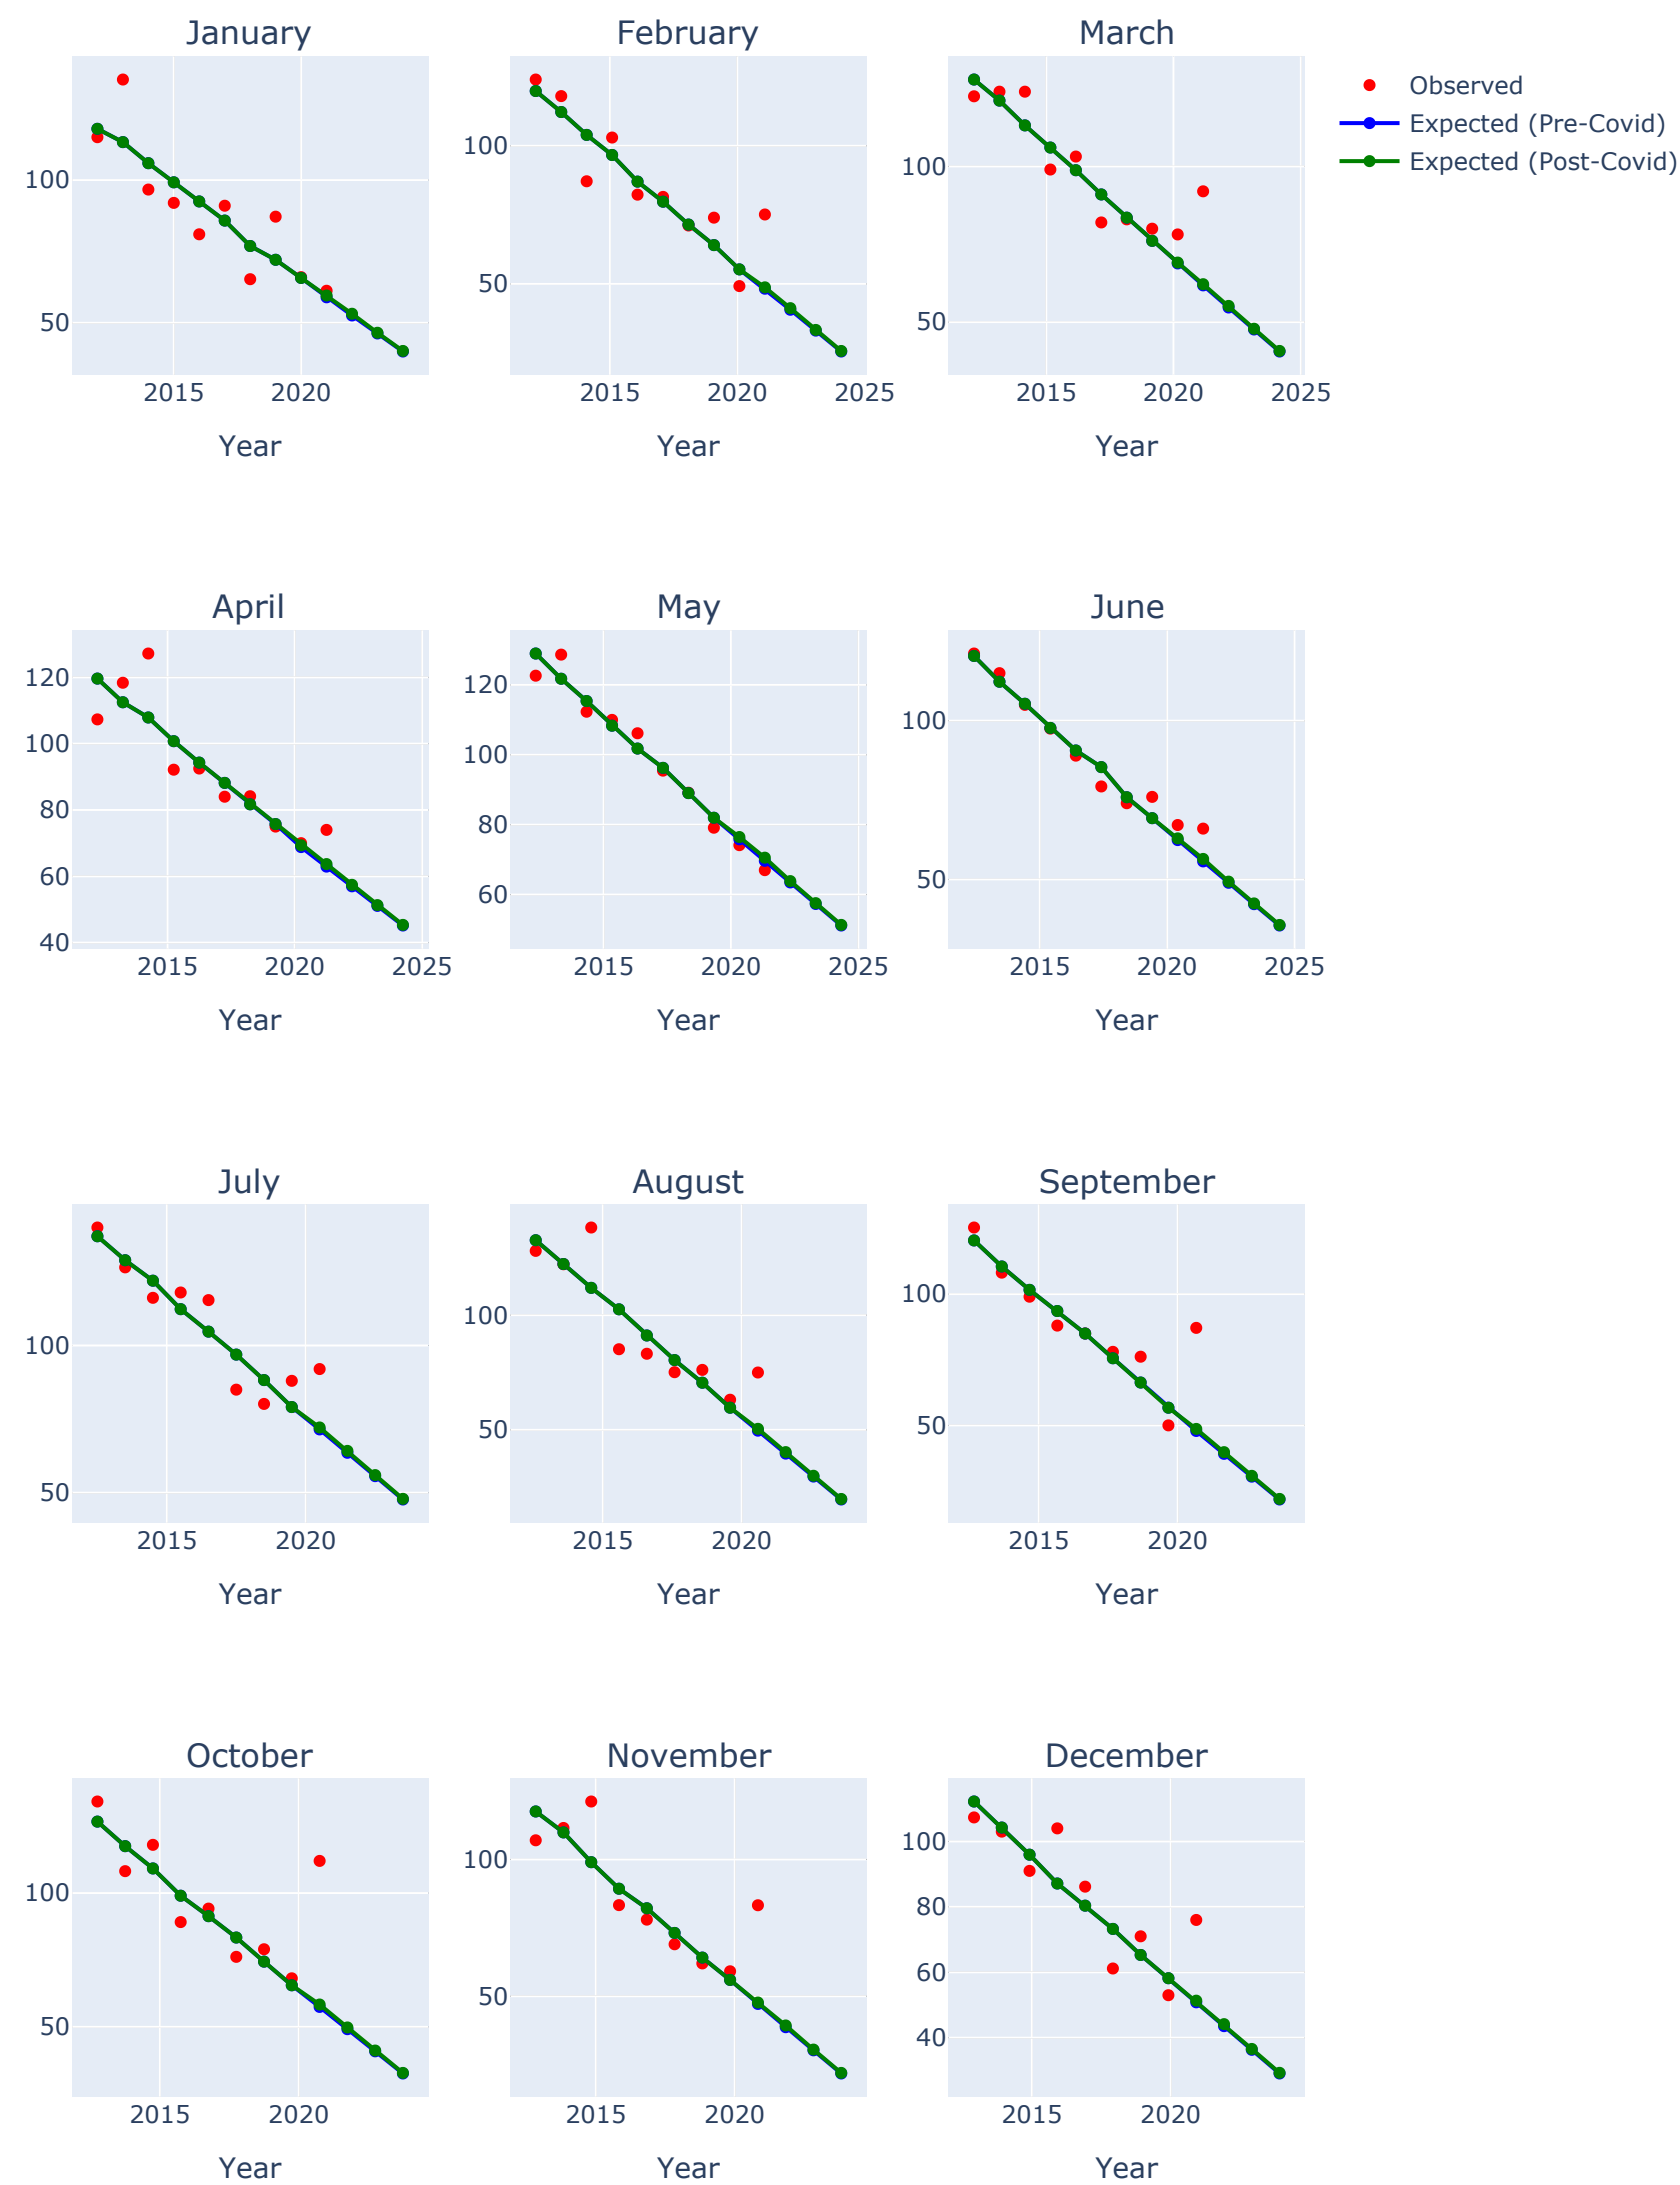 January
February
March
Observed
Expected (Pre-Covid)
Expected (Post-Covid)
100
50
2015
2020
Year
100
50
2015
2020
2025
Year
100
50
2015
2020
2025
Year
April
May
June
120
100
80
60
40
2015
2020
2025
Year
120
100
80
60
2015
2020
2025
Year
100
50
2015
2020
2025
Year
July
August
September
100
50
2015
2020
Year
100
50
2015
2020
Year
100
50
2015
2020
Year
October
November
December
100
50
2015
2020
Year
100
50
2015
2020
Year
100
80
60
40
2015
2020
Year